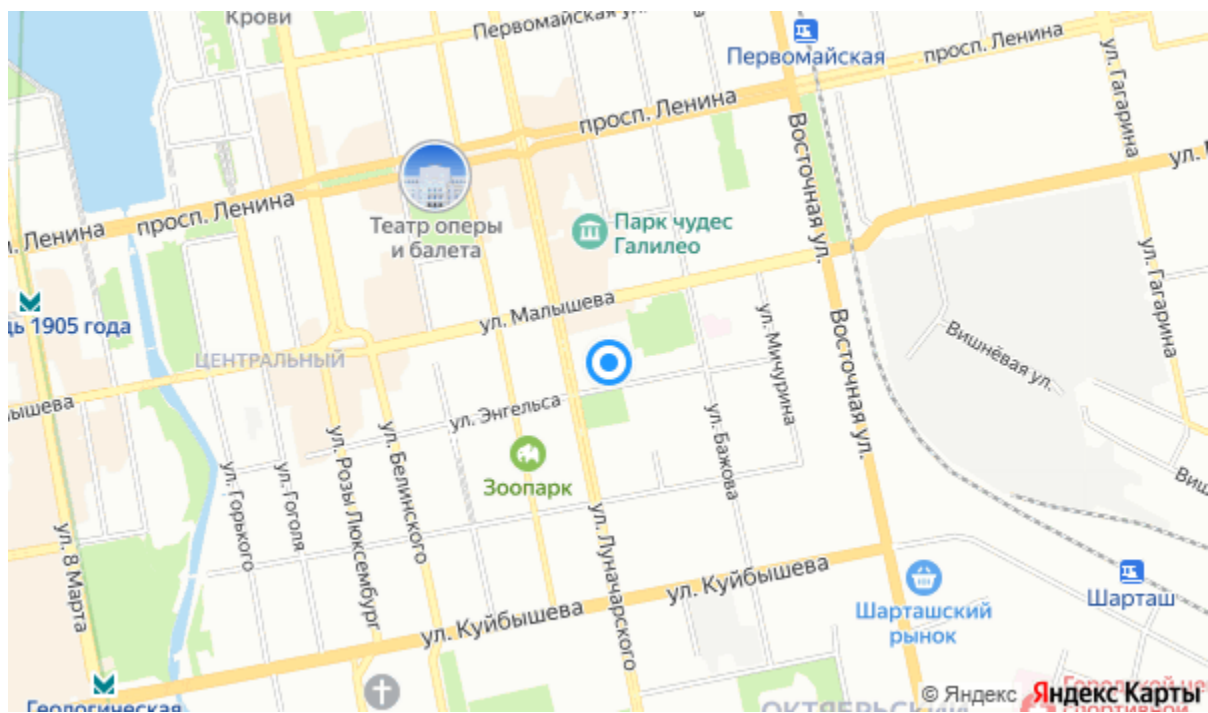 Крови
Первомайская ул.
Первомайская
просп. Ленина
ул. Гагарина
просп. Ленина
Восточная ул.
просп. Ленина
Ленина
Театр оперы
и балета
Парк чудес
Галилео
ул. Малышева
ул. Гагарина
1905 года
ЦЕНТРАЛЬНЫЙ
ул. Мичурина
Вишнёвая ул.
Восточная ул.
ул. Энгельса
ул. Бажова
Зоопарк
ул. Горького
ул. Гоголя
ул. Розы Люксембург
ул. Белинского
ул. Луначарского
ул. 8 Марта
ул. Куйбышева
ул. Куйбышева
Шарташский
рынок
Шарташ
Геологическая
© Яндекс Яндекс Карты